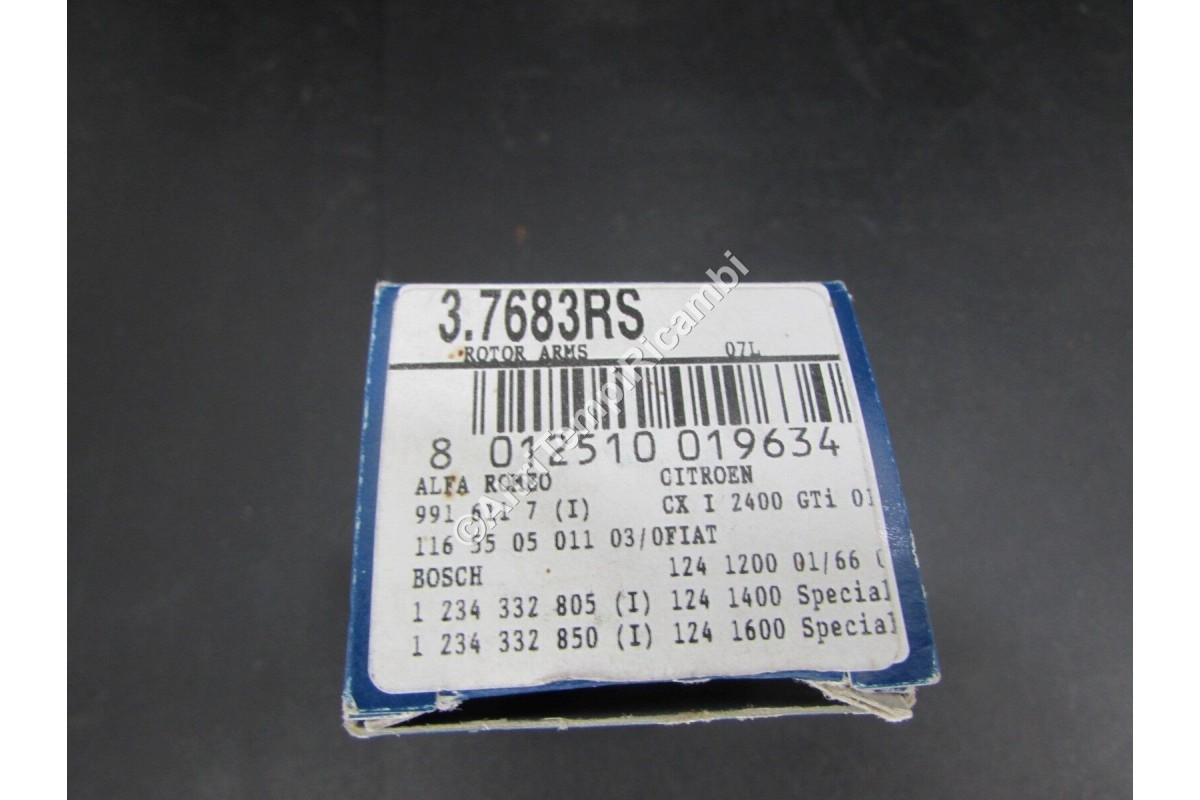 3.7683RS
ROTOR ARMS 07L
8 012510 019634
ALFA ROMEO CITROEN
991 611 7 (I) CX I 2400 GTi 01
116 35 05 011 03/0FIAT
BOSCH 124 1200 01/66
1 234 332 805 (I) 124 1400 Special
1 234 332 850 (I) 124 1600 Special
©AltriTempiRicambi